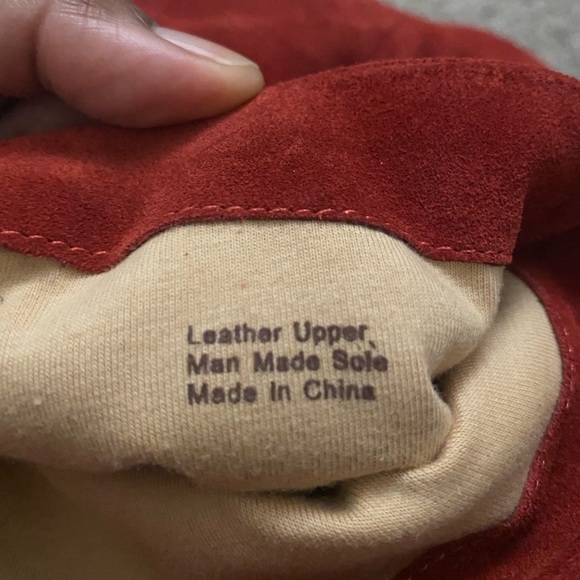 Leather Upper
Man Made Sole
Made In China